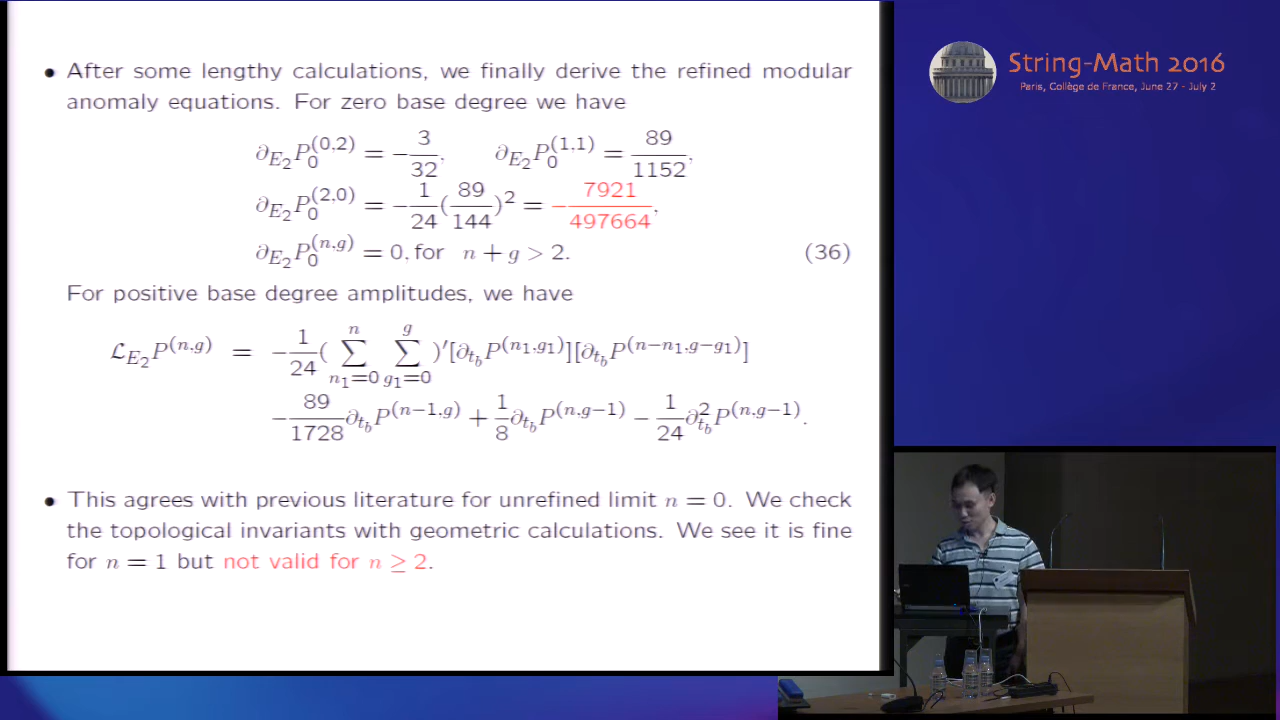 • After some lengthy calculations, we finally derive the refined modular
anomaly equations. For zero base degree we have
∂_{E_2} P_0^{(0,2)} = −3/32, ∂_{E_2} P_0^{(1,1)} = 89/1152,
∂_{E_2} P_0^{(2,0)} = −1/24 (89/144)^2 = −7921/497664,
∂_{E_2} P_0^{(n,g)} = 0, for n + g > 2. (36)
For positive base degree amplitudes, we have
ℒ_{E_2} P^{(n,g)} = −1/24 (∑_{n_1=0}^{n} ∑_{g_1=0}^{g})′ [∂_{t_b} P^{(n_1,g_1)}][∂_{t_b} P^{(n−n_1,g−g_1)}]
−89/1728 ∂_{t_b} P^{(n−1,g)} + 1/8 ∂_{t_b} P^{(n,g−1)} − 1/24 ∂²_{t_b} P^{(n,g−1)}.
• This agrees with previous literature for unrefined limit n = 0. We check
the topological invariants with geometric calculations. We see it is fine
for n = 1 but not valid for n ≥ 2.
String-Math 2016
Paris, Collège de France, June 27 - July 2